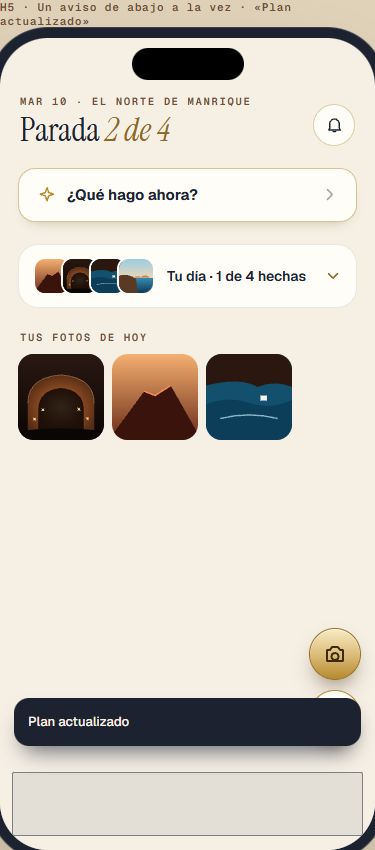 H5 · Un aviso de abajo a la vez · «Plan
actualizado»
MAR 10 · EL NORTE DE MANRIQUE
Parada 2 de 4
¿Qué hago ahora?
Tu día · 1 de 4 hechas
TUS FOTOS DE HOY
Plan actualizado